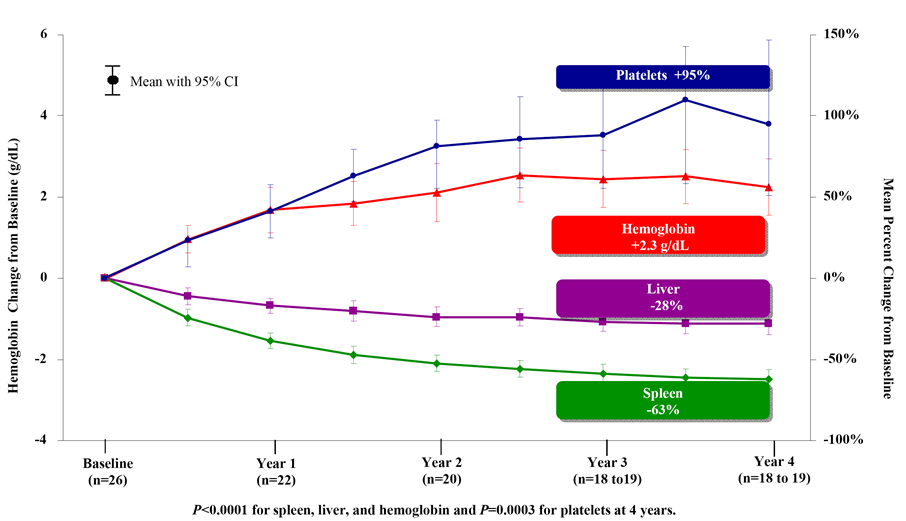 6
4
2
0
-2
-4
Hemoglobin Change from Baseline (g/dL)
Mean with 95% CI
Platelets +95%
Hemoglobin
+2.3 g/dL
Liver
-28%
Spleen
-63%
150%
100%
50%
0%
-50%
-100%
Mean Percent Change from Baseline
Baseline
(n=26)
Year 1
(n=22)
Year 2
(n=20)
Year 3
(n=18 to19)
Year 4
(n=18 to 19)
P<0.0001 for spleen, liver, and hemoglobin and P=0.0003 for platelets at 4 years.